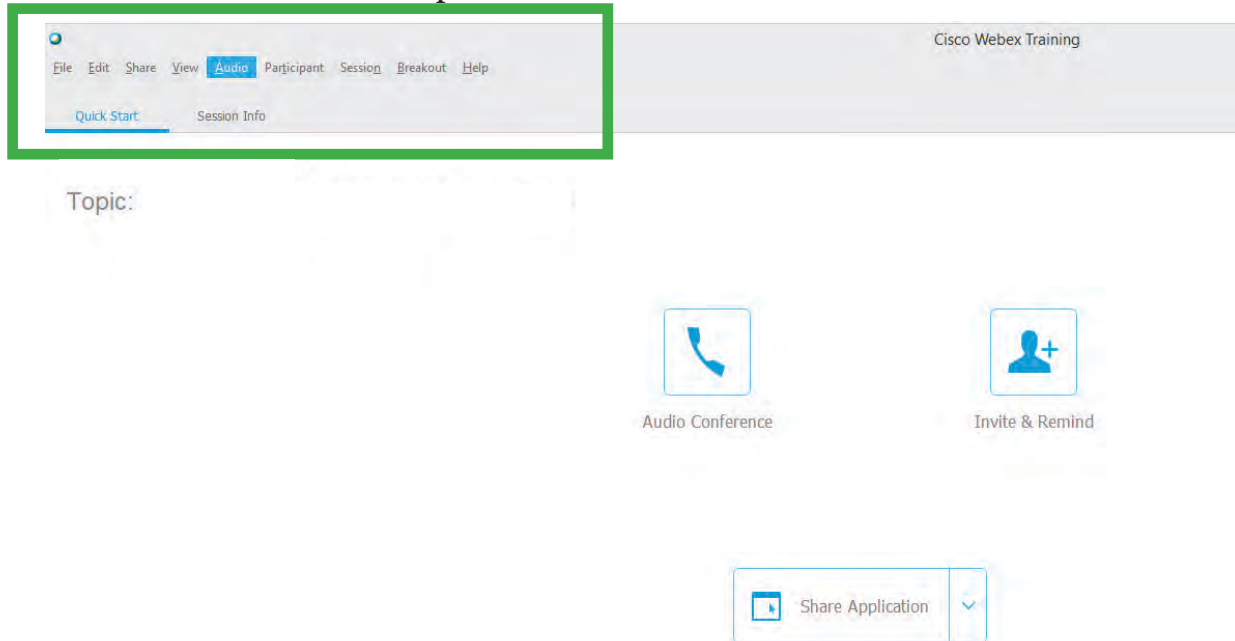 Cisco Webex Training
File Edit Share View Audio Participant Session Breakout Help
Quick Start Session Info
Topic:
Audio Conference Invite & Remind
Share Application